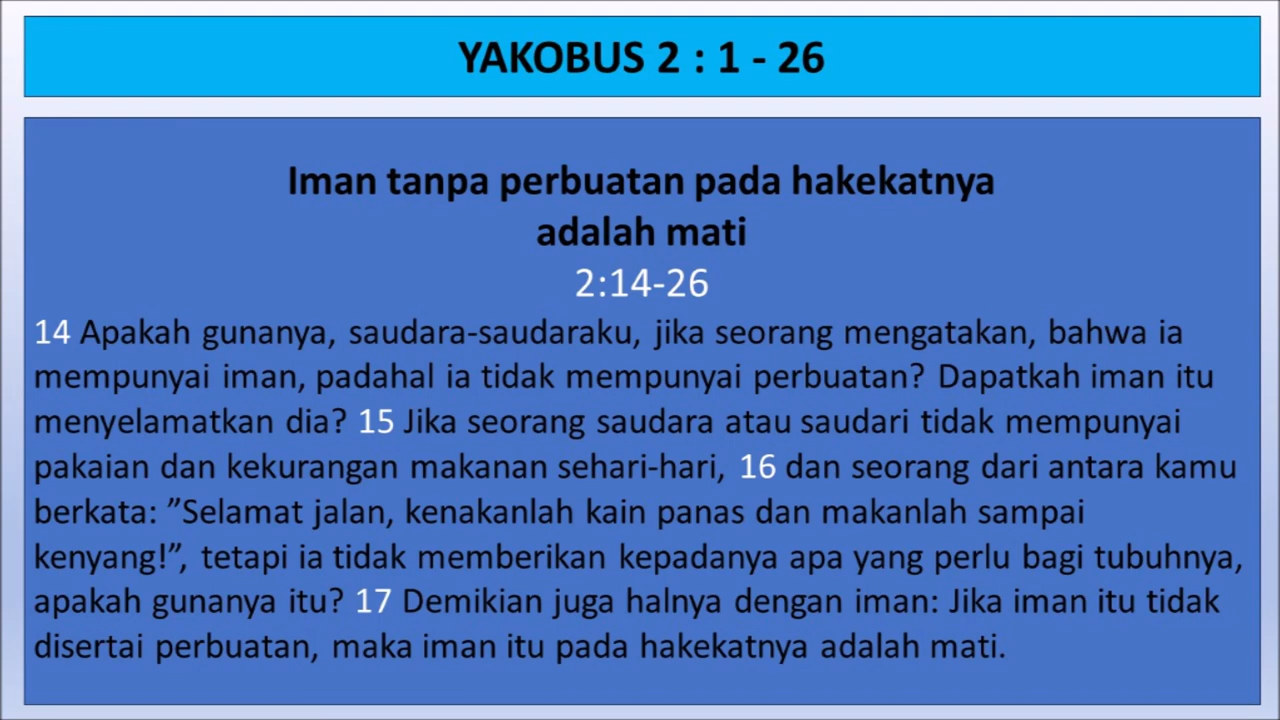 YAKOBUS 2 : 1 - 26
Iman tanpa perbuatan pada hakekatnya
adalah mati
2:14-26
14 Apakah gunanya, saudara-saudaraku, jika seorang mengatakan, bahwa ia
mempunyai iman, padahal ia tidak mempunyai perbuatan? Dapatkah iman itu
menyelamatkan dia? 15 Jika seorang saudara atau saudari tidak mempunyai
pakaian dan kekurangan makanan sehari-hari, 16 dan seorang dari antara kamu
berkata: ”Selamat jalan, kenakanlah kain panas dan makanlah sampai
kenyang!”, tetapi ia tidak memberikan kepadanya apa yang perlu bagi tubuhnya,
apakah gunanya itu? 17 Demikian juga halnya dengan iman: Jika iman itu tidak
disertai perbuatan, maka iman itu pada hakekatnya adalah mati.